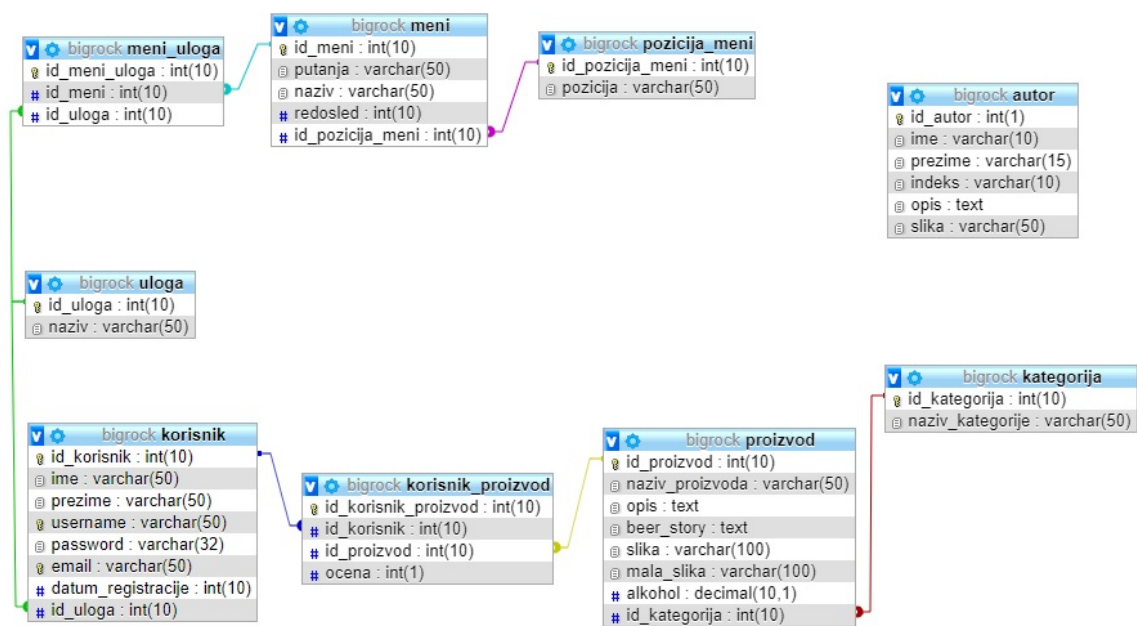 bigrock meni_uloga
id_meni_uloga : int(10)
id_meni : int(10)
id_uloga : int(10)
bigrock meni
id_meni : int(10)
putanja : varchar(50)
naziv : varchar(50)
redosled : int(10)
id_pozicija_meni : int(10)
bigrock pozicija_meni
id_pozicija_meni : int(10)
pozicija : varchar(50)
bigrock autor
id_autor : int(1)
ime : varchar(10)
prezime : varchar(15)
indeks : varchar(10)
opis : text
slika : varchar(50)
bigrock uloga
id_uloga : int(10)
naziv : varchar(50)
bigrock korisnik
id_korisnik : int(10)
ime : varchar(50)
prezime : varchar(50)
username : varchar(50)
password : varchar(32)
email : varchar(50)
datum_registracije : int(10)
id_uloga : int(10)
bigrock korisnik_proizvod
id_korisnik_proizvod : int(10)
id_korisnik : int(10)
id_proizvod : int(10)
ocena : int(1)
bigrock proizvod
id_proizvod : int(10)
naziv_proizvoda : varchar(50)
opis : text
beer_story : text
slika : varchar(100)
mala_slika : varchar(100)
alkohol : decimal(10,1)
id_kategorija : int(10)
bigrock kategorija
id_kategorija : int(10)
naziv_kategorije : varchar(50)